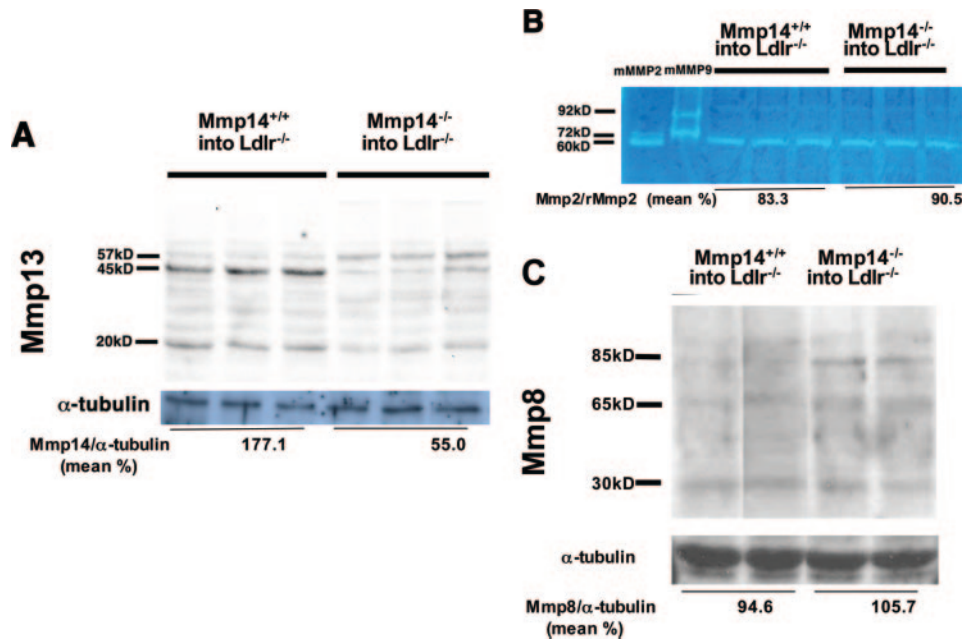 A
Mmp14+/+
into Ldlr-/-
Mmp14-/-
into Ldlr-/-
Mmp13
57kD
45kD
20kD
α-tubulin
Mmp14/α-tubulin
(mean %)
177.1
55.0
B
Mmp14+/+
into Ldlr-/-
Mmp14-/-
into Ldlr-/-
mMMP2
mMMP9
92kD
72kD
60kD
Mmp2/rMmp2 (mean %)
83.3
90.5
C
Mmp14+/+
into Ldlr-/-
Mmp14-/-
into Ldlr-/-
Mmp8
85kD
65kD
30kD
α-tubulin
Mmp8/α-tubulin
(mean %)
94.6
105.7